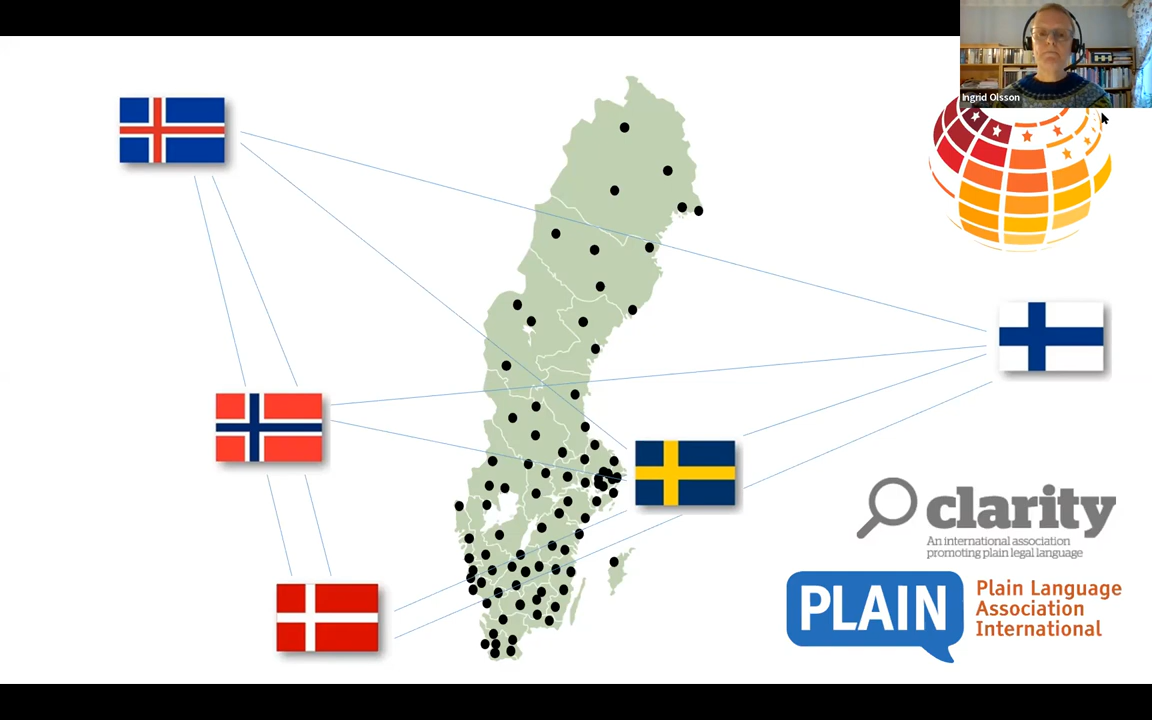 Ingrid Olsson
clarity
An international association
promoting plain legal language
PLAIN
Plain Language
Association
International